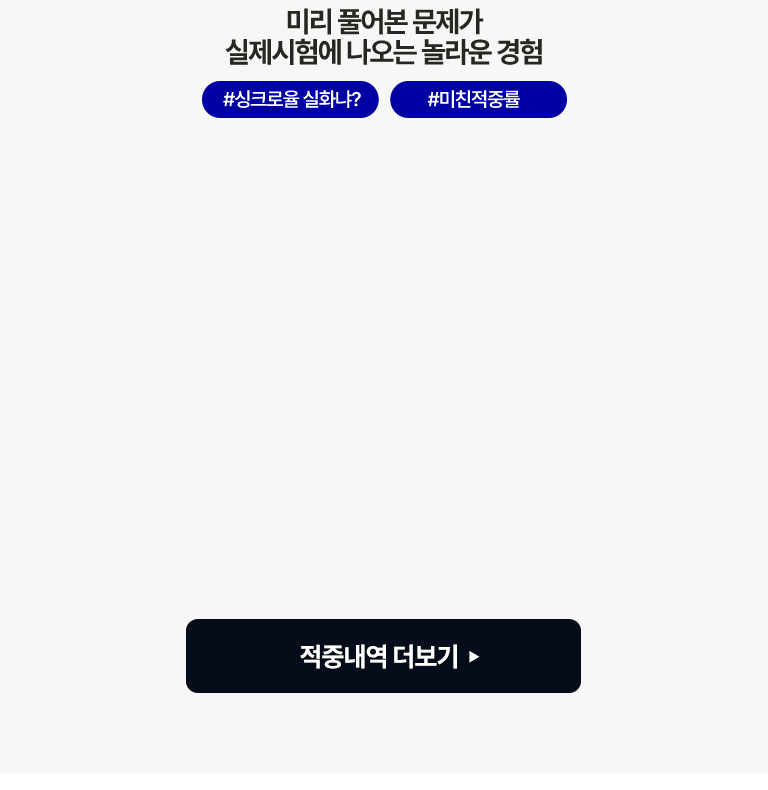 미리 풀어본 문제가
실제시험에 나오는 놀라운 경험
#싱크로율 실화냐? #미친적중률
적중내역 더보기